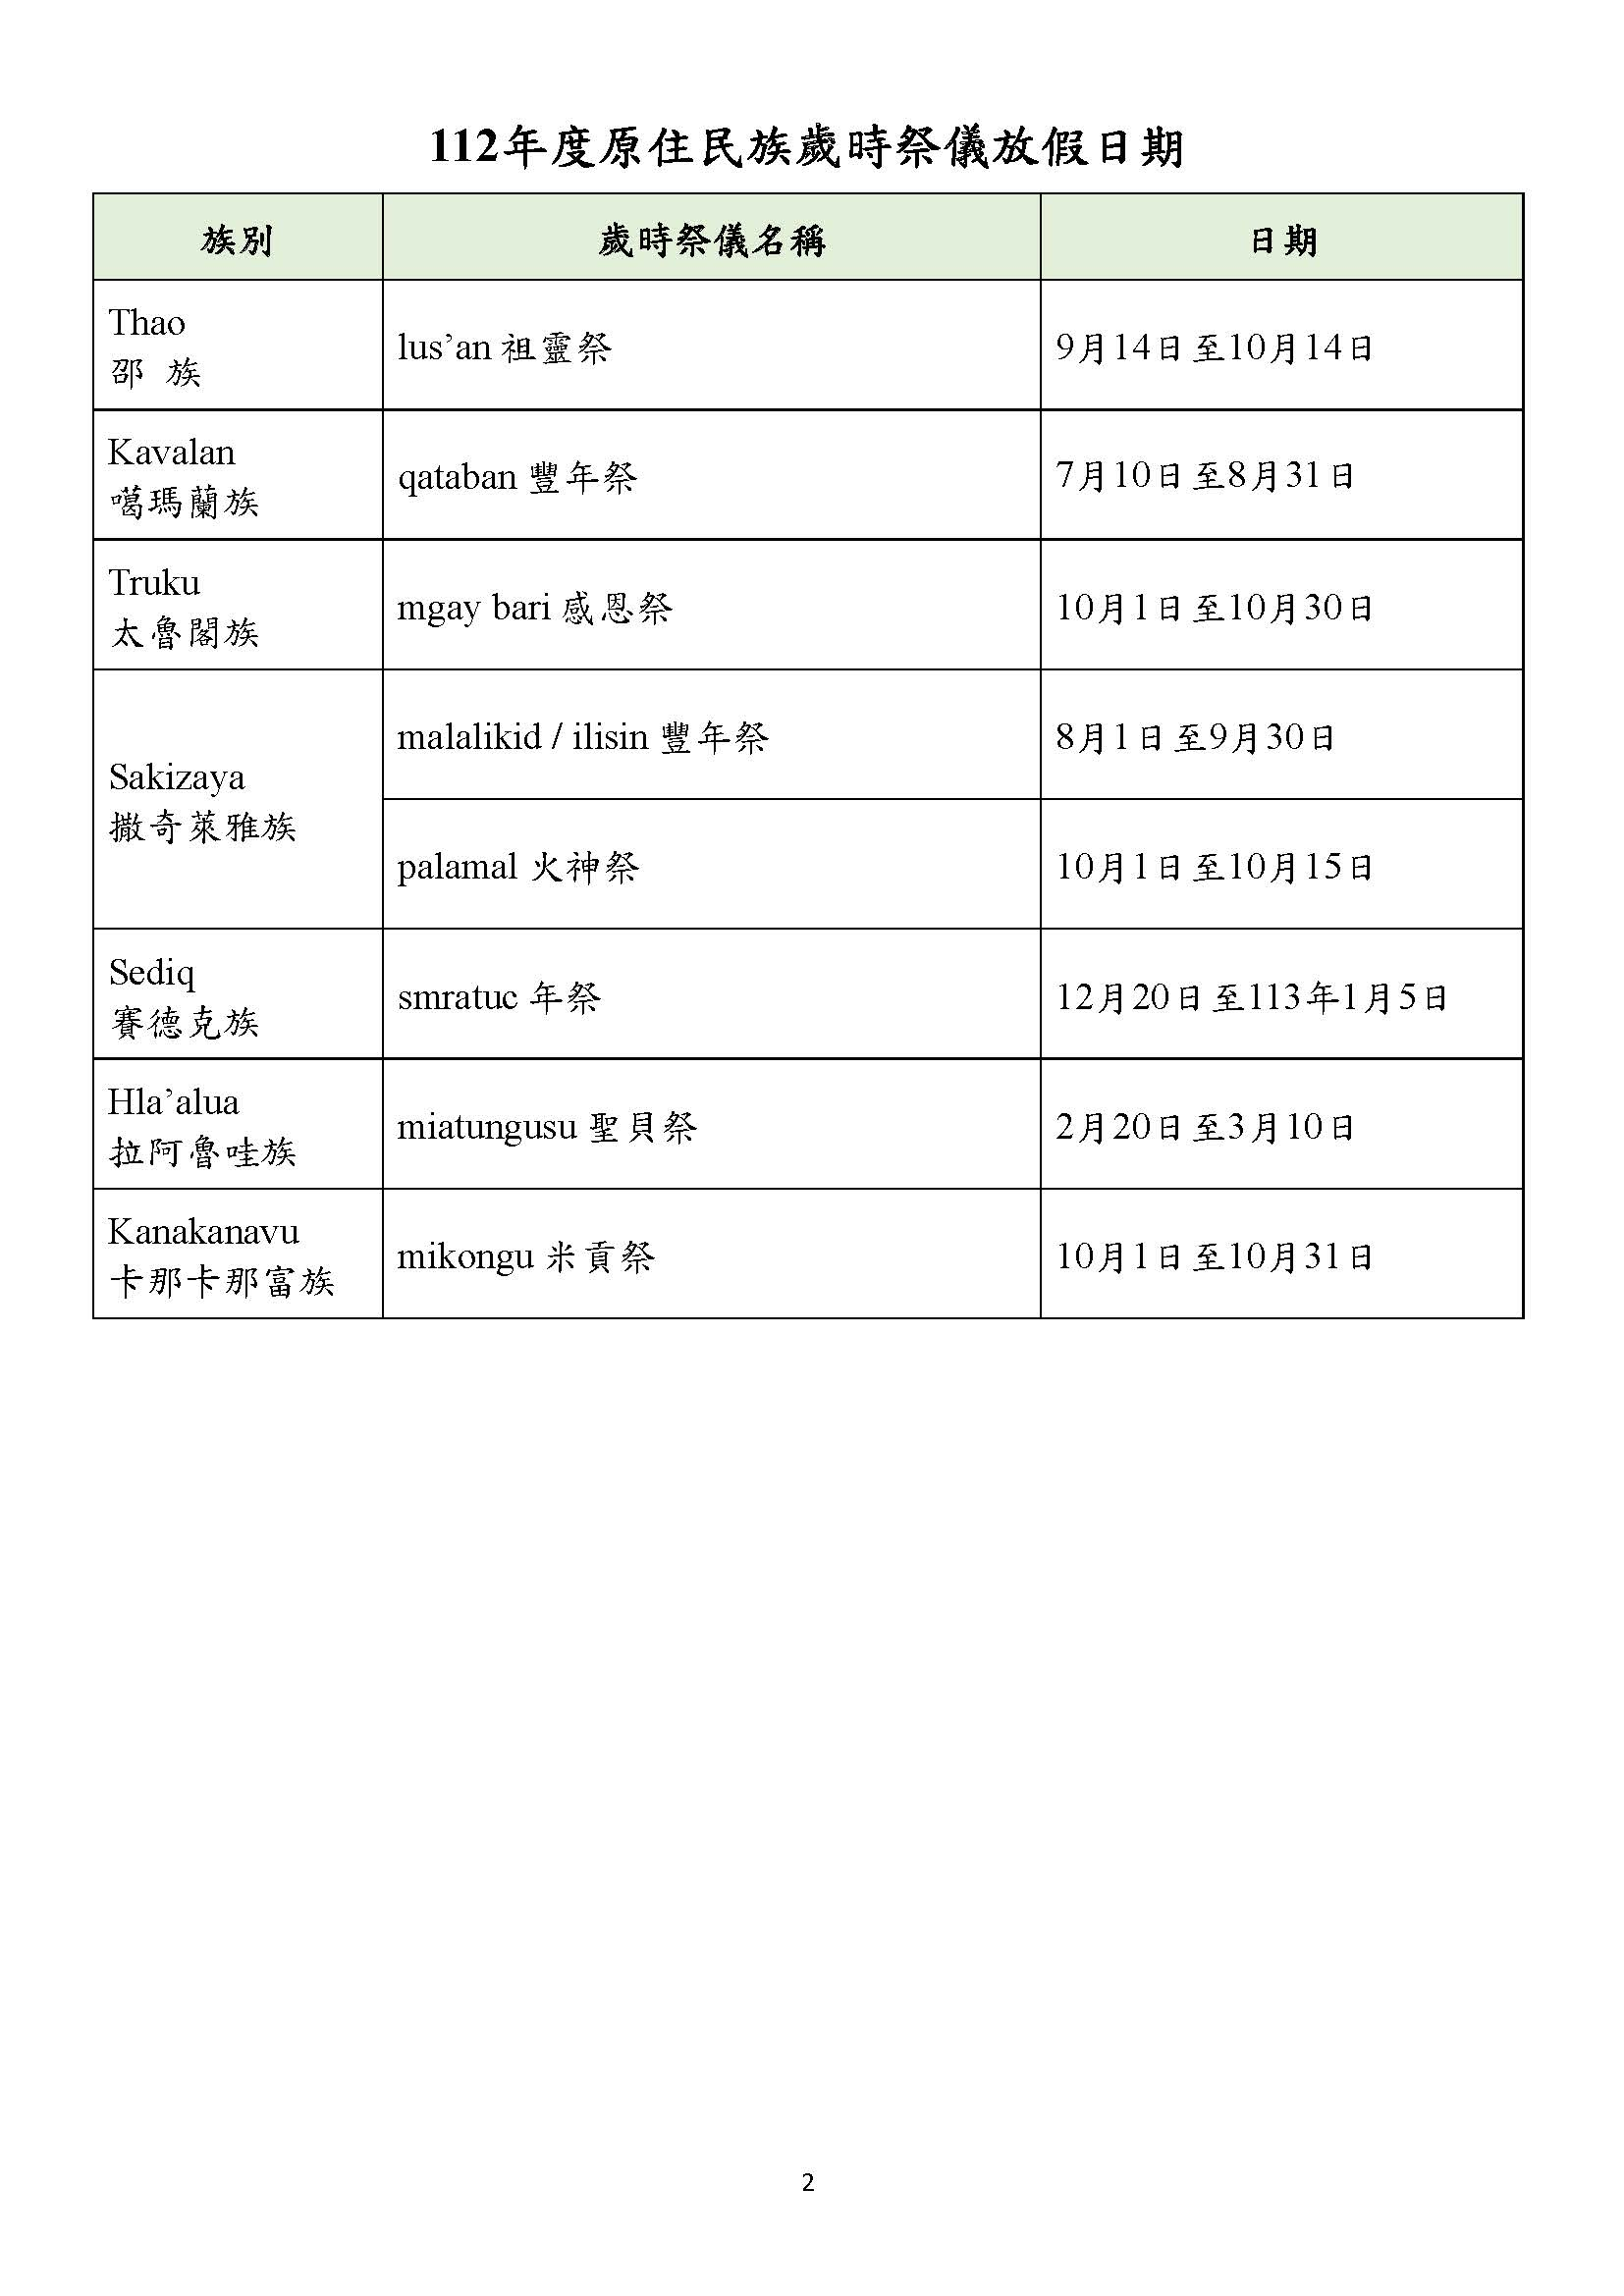 112年度原住民族歲時祭儀放假日期
族別 歲時祭儀名稱 日期
Thao
邵 族
lus’an 祖靈祭
9月14日至10月14日
Kavalan
噶瑪蘭族
qataban 豐年祭
7月10日至8月31日
Truku
太魯閣族
mgay bari 感恩祭
10月1日至10月30日
Sakizaya
撒奇萊雅族
malalikid / ilisin 豐年祭
8月1日至9月30日
palamal 火神祭
10月1日至10月15日
Sediq
賽德克族
smratuc 年祭
12月20日至113年1月5日
Hla’alua
拉阿魯哇族
miatungusu 聖貝祭
2月20日至3月10日
Kanakanavu
卡那卡那富族
mikongu 米貢祭
10月1日至10月31日
2